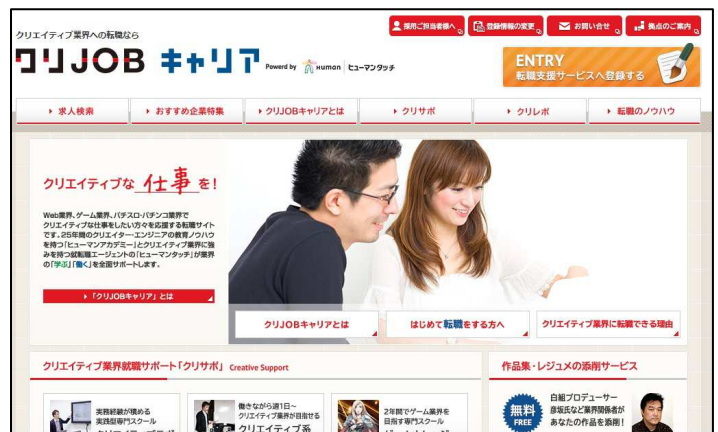 クリエイティブ業界への転職なら
採用ご担当者様へ
登録情報の変更
お問い合せ
拠点のご案内
クリJOB キャリア
Powerd by human ヒューマンタッチ
ENTRY
転職支援サービスへ登録する
求人検索
おすすめ企業特集
クリJOBキャリアとは
クリサポ
クリレポ
転職のノウハウ
クリエイティブな 仕事 を!
Web業界、ゲーム業界、パチスロ・パチンコ業界で
クリエイティブな仕事をしたい方々を応援する転職サイト
です。25年間のクリエイター・エンジニアの教育ノウハウ
を持つ「ヒューマンアカデミー」とクリエイティブ業界に強
みを持つ就転職エージェントの「ヒューマンタッチ」が業界
の「学ぶ」「働く」を全面サポートします。
「クリJOBキャリア」とは
クリJOBキャリアとは
はじめて転職をする方へ
クリエイティブ業界に転職できる理由
クリエイティブ業界就職サポート「クリサポ」 Creative Support
作品集・レジュメの添削サービス
実務経験が積める
実践型専門スクール
働きながら週1日～
クリエイティブ業界が目指せる
クリエイティブ系
2年間でゲーム業界を
目指す専門スクール
無料
FREE
白組プロデューサー
彦坂氏など業界関係者が
あなたの作品を添削!